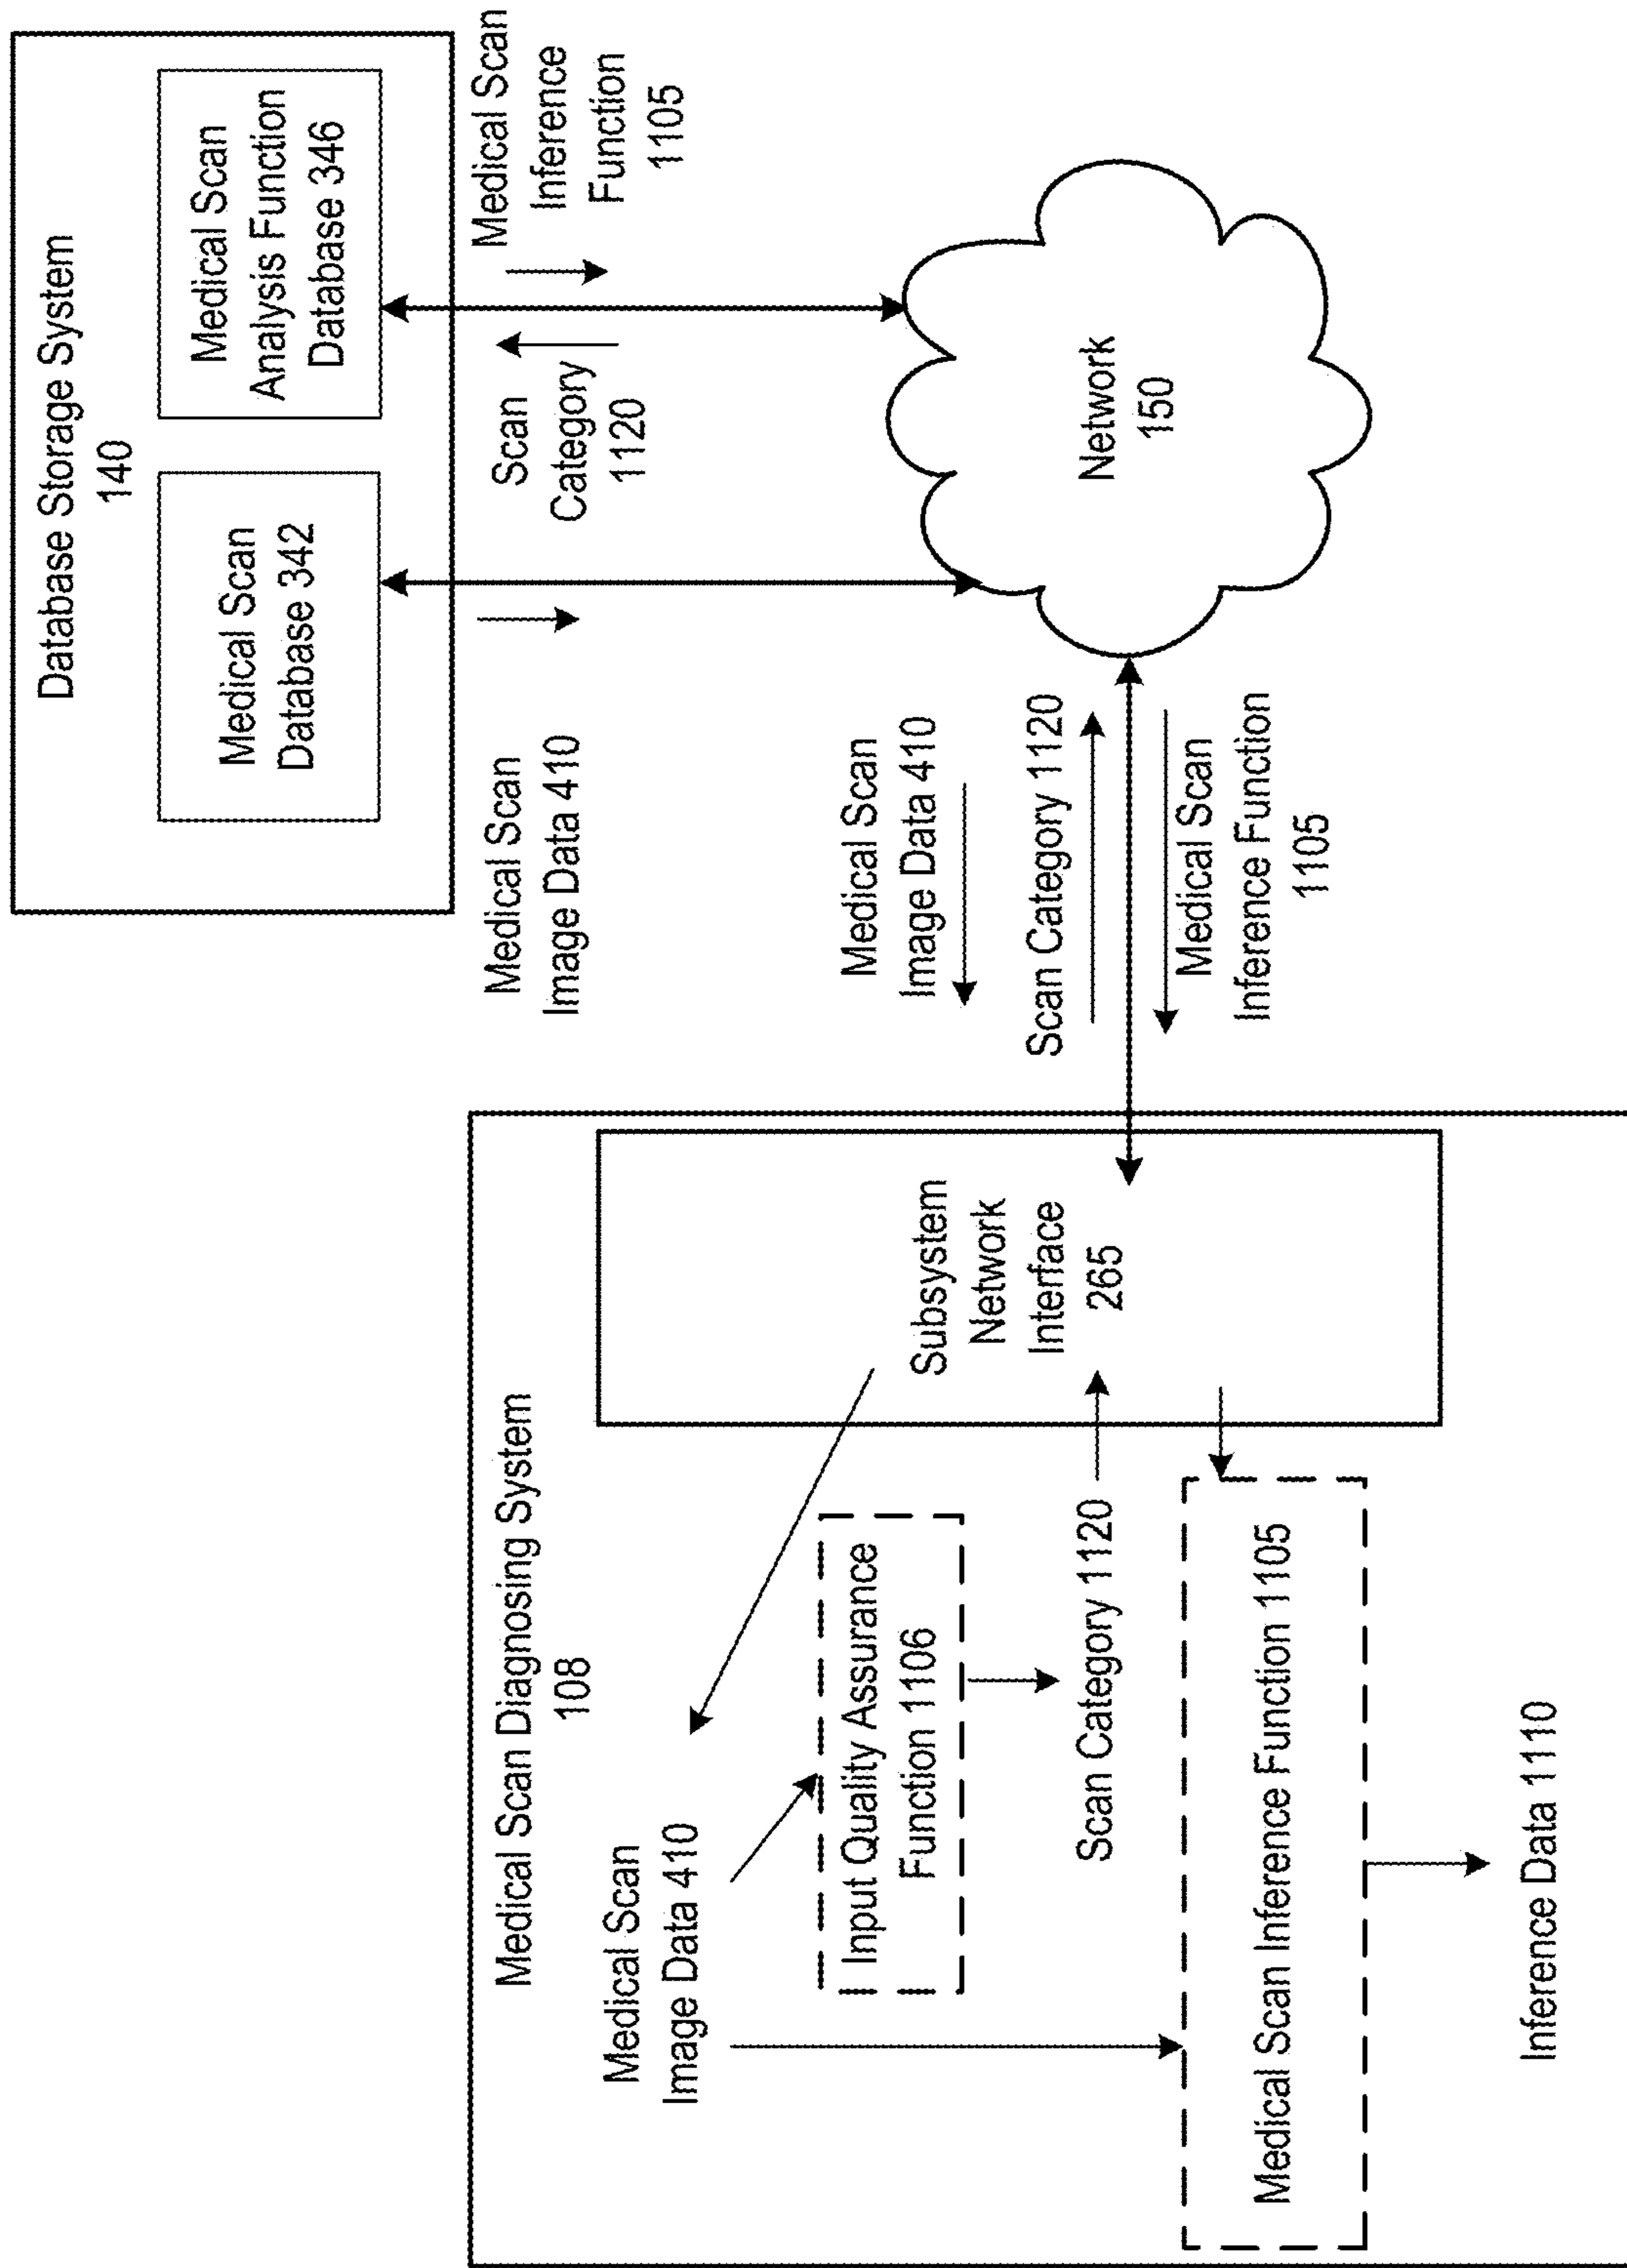 Database Storage System
140
Medical Scan
Database 342
Medical Scan
Analysis Function
Database 346
Medical Scan
Image Data 410
Scan
Category
1120
Medical Scan
Inference
Function
1105
Network
150
Medical Scan
Image Data 410
Scan Category 1120
Medical Scan
Inference Function
1105
Medical Scan Diagnosing System
108
Subsystem
Network
Interface
265
Medical Scan
Image Data 410
Input Quality Assurance
Function 1106
Scan Category 1120
Medical Scan Inference Function 1105
Inference Data 1110